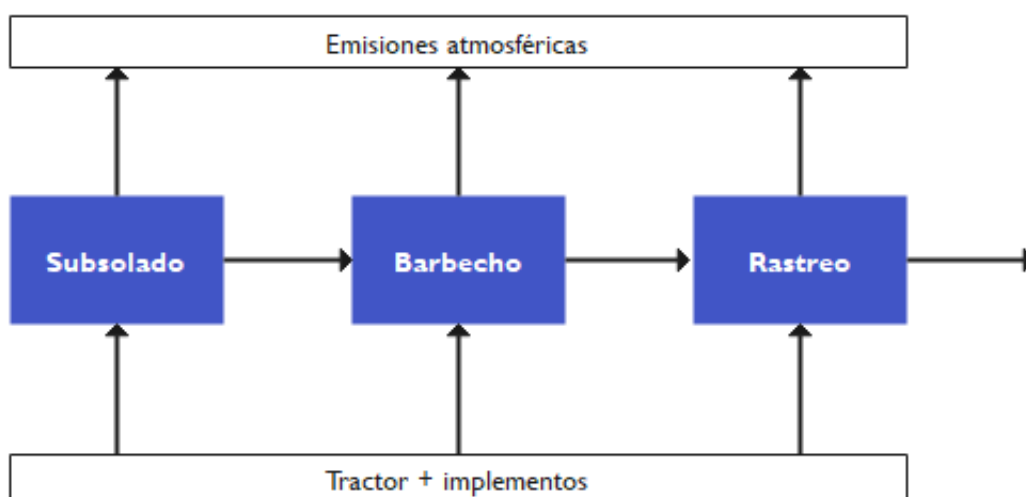 Emisiones atmosféricas
Subsolado
Barbecho
Rastreo
Tractor + implementos